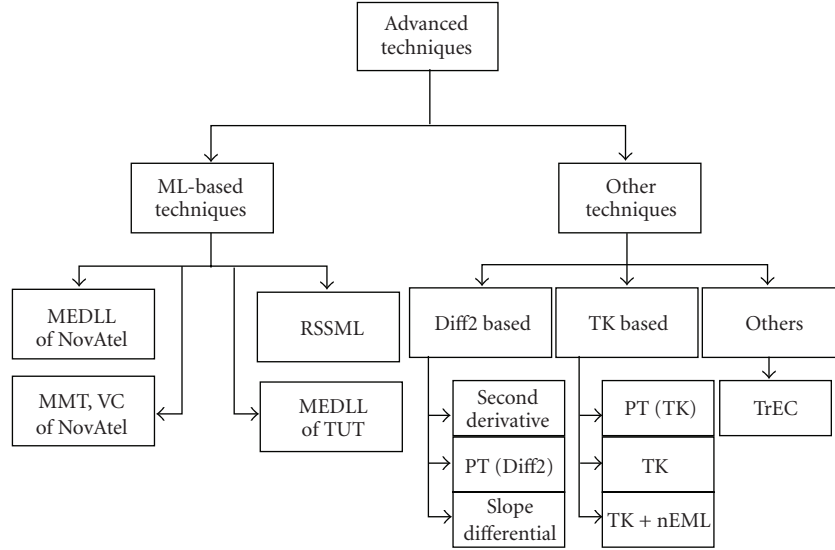 Advanced
techniques
ML-based
techniques
Other
techniques
MEDLL
of NovAtel
RSSML
Diff2 based
TK based
Others
MMT, VC
of NovAtel
MEDLL
of TUT
Second
derivative
PT (TK)
TrEC
PT (Diff2)
TK
Slope
differential
TK + nEML